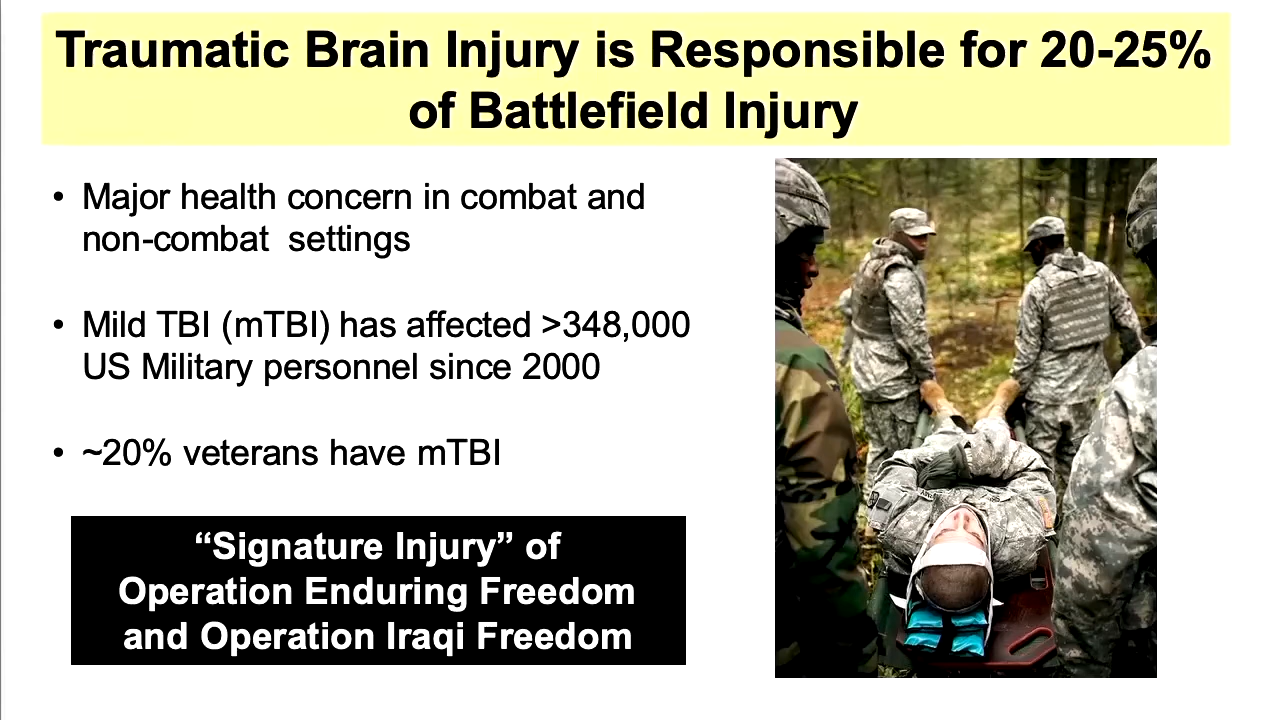 Traumatic Brain Injury is Responsible for 20-25%
of Battlefield Injury
• Major health concern in combat and
non-combat  settings
• Mild TBI (mTBI) has affected >348,000
US Military personnel since 2000
• ~20% veterans have mTBI
“Signature Injury” of
Operation Enduring Freedom
and Operation Iraqi Freedom